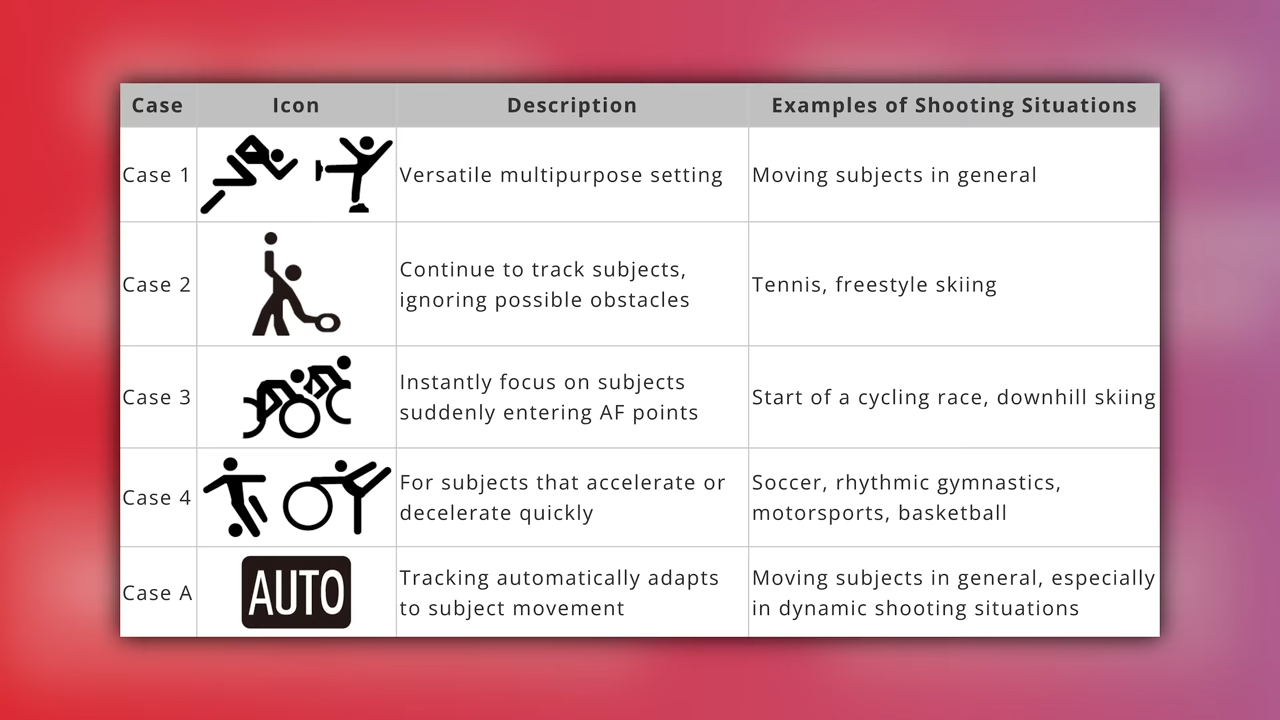 Case Icon Description Examples of Shooting Situations
Case 1 Versatile multipurpose setting Moving subjects in general
Case 2 Continue to track subjects,
ignoring possible obstacles Tennis, freestyle skiing
Case 3 Instantly focus on subjects
suddenly entering AF points Start of a cycling race, downhill skiing
Case 4 For subjects that accelerate or
decelerate quickly Soccer, rhythmic gymnastics,
motorsports, basketball
Case A AUTO Tracking automatically adapts
to subject movement Moving subjects in general, especially
in dynamic shooting situations